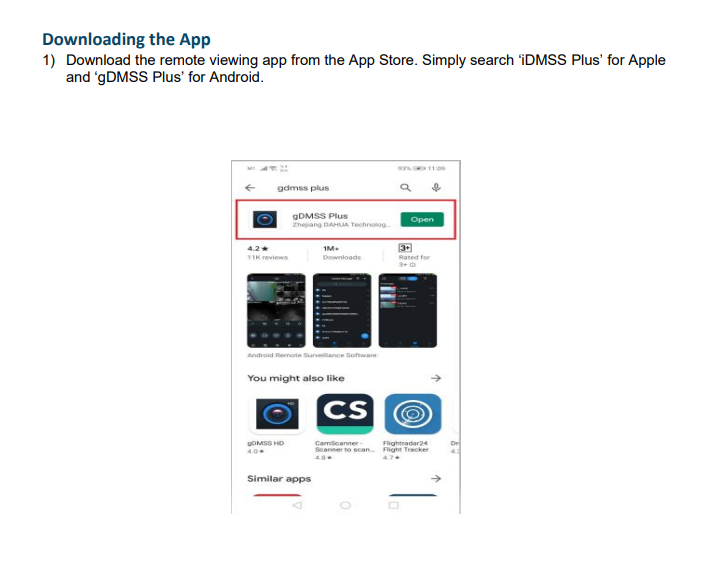 Downloading the App
1) Download the remote viewing app from the App Store. Simply search ‘iDMSS Plus’ for Apple
and ‘gDMSS Plus’ for Android.
93% 11:09
gdmss plus
gDMSS Plus
Zhejiang DAHUA Technolog...
Open
4.2★ 1M+ 3+
11K reviews Downloads Rated for
3+
Android Remote Surveillance Software
You might also like
HD
CS
gDMSS HD CamScanner - Flightradar24
4.0★ Scanner to scan... Flight Tracker
4.8★ 4.7★
Similar apps